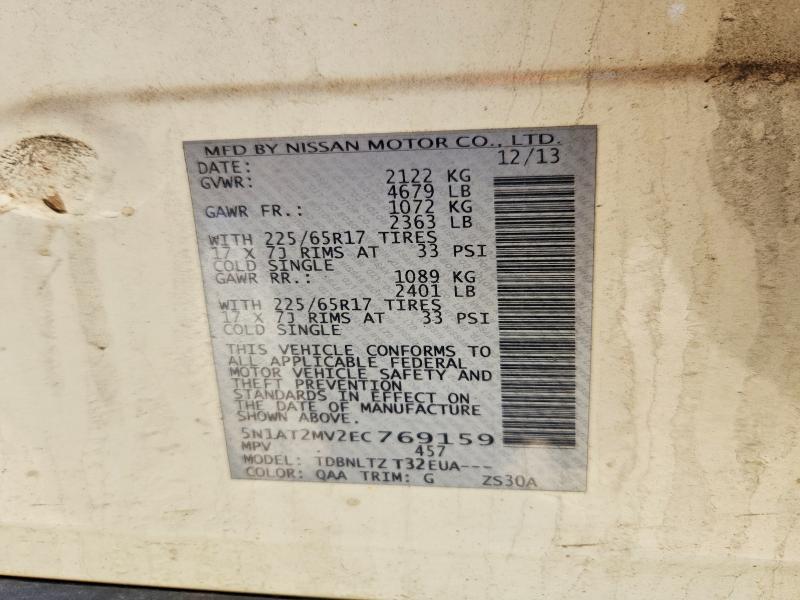 MFD BY NISSAN MOTOR CO., LTD.
DATE: 12/13
GVWR: 2122 KG
4679 LB
GAWR FR.: 1072 KG
2363 LB
WITH 225/65R17 TIRES
17 X 7J RIMS AT 33 PSI
COLD SINGLE
GAWR RR.: 1089 KG
2401 LB
WITH 225/65R17 TIRES
17 X 7J RIMS AT 33 PSI
COLD SINGLE
THIS VEHICLE CONFORMS TO
ALL APPLICABLE FEDERAL
MOTOR VEHICLE SAFETY AND
THEFT PREVENTION
STANDARDS IN EFFECT ON
THE DATE OF MANUFACTURE
SHOWN ABOVE.
5N1AT2MV2EC769159
MPV 457
MODEL: TDBNLTZ T32EUA---
COLOR: QAA TRIM: G ZS30A